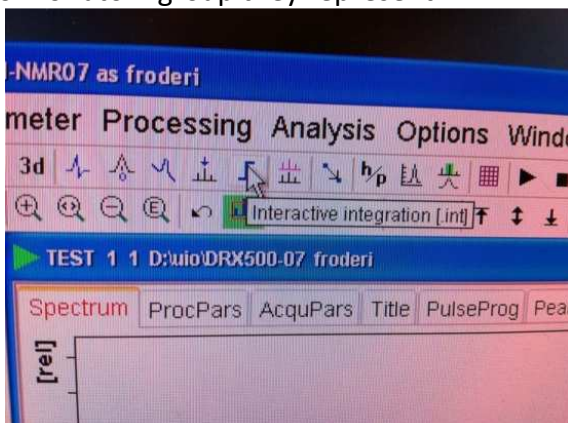 -NMR07 as froderi
meter Processing Analysis Options Windo
3d h/p
Interactive integration [.int]
TEST 1 1 D:\uio\DRX500-07 froderi
Spectrum ProcPars AcquPars Title PulseProg Pea
[rel]